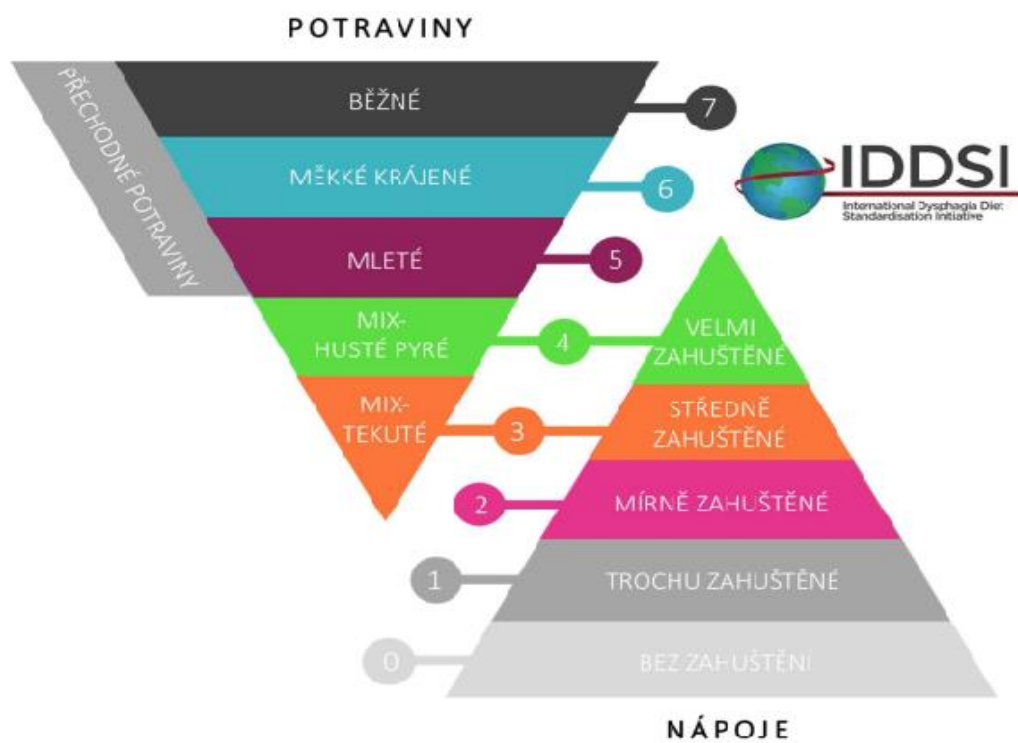 POTRAVINY
PŘECHODNÉ POTRAVINY
BĚŽNÉ
7
MĚKKÉ KRÁJENÉ
6
IDDSI
International Dysphagia Diet
Standardisation Initiative
MLETÉ
5
MIX-
HUSTÉ PYRÉ
4
VELMI
ZAHUŠTĚNÉ
MIX-
TEKUTÉ
3
STŘEDNĚ
ZAHUŠTĚNÉ
2
MÍRNĚ ZAHUŠTĚNÉ
1
TROCHU ZAHUŠTĚNÉ
0
BEZ ZAHUŠTĚNÍ
NÁPOJE